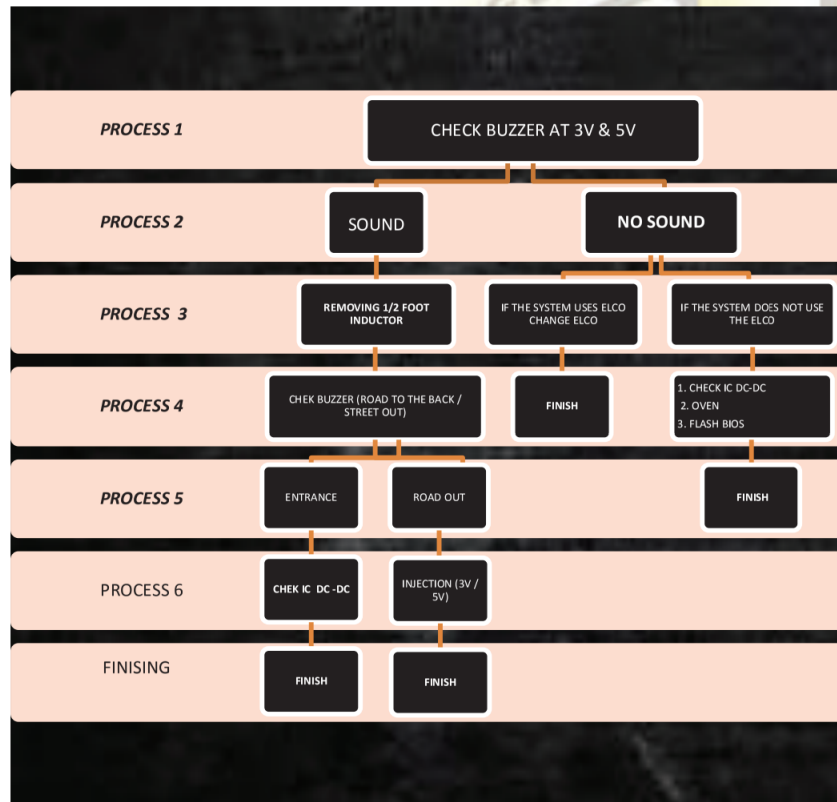 PROCESS 1
CHECK BUZZER AT 3V & 5V
PROCESS 2
SOUND
NO SOUND
PROCESS 3
REMOVING 1/2 FOOT
INDUCTOR
IF THE SYSTEM USES ELCO
CHANGE ELCO
IF THE SYSTEM DOES NOT USE
THE ELCO
PROCESS 4
CHEK BUZZER (ROAD TO THE BACK /
STREET OUT)
FINISH
1. CHECK IC DC-DC
2. OVEN
3. FLASH BIOS
PROCESS 5
ENTRANCE
ROAD OUT
FINISH
PROCESS 6
CHEK IC DC -DC
INJECTION (3V /
5V)
FINISING
FINISH
FINISH